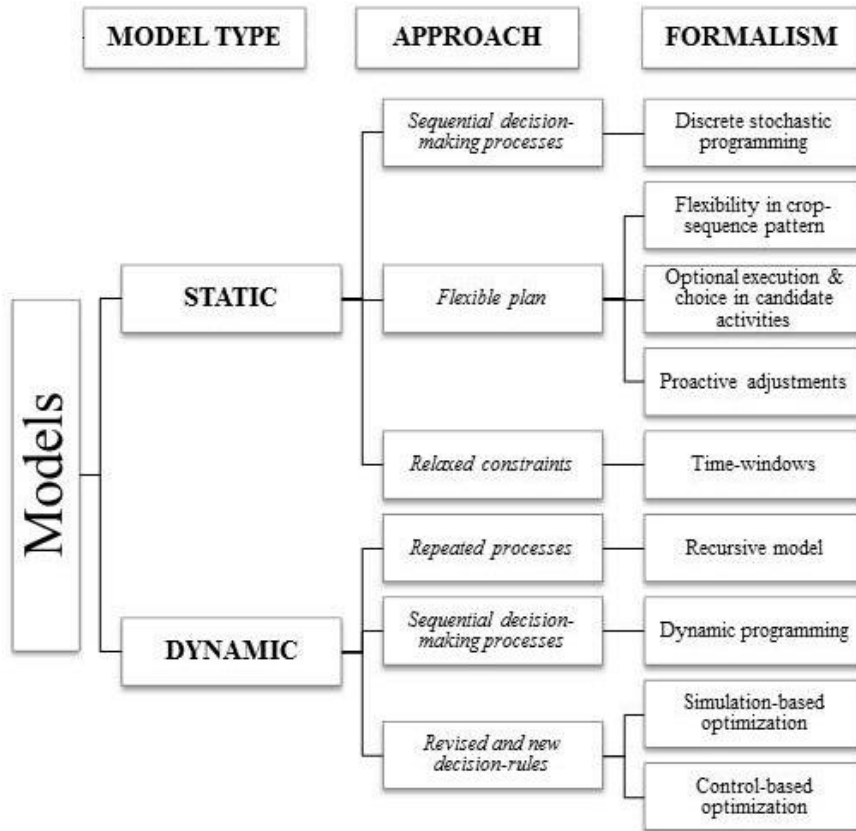 MODEL TYPE
APPROACH
FORMALISM
Models
STATIC
Sequential decision-
making processes
Discrete stochastic
programming
Flexible plan
Flexibility in crop-
sequence pattern
Optional execution &
choice in candidate
activities
Proactive adjustments
Relaxed constraints
Time-windows
DYNAMIC
Repeated processes
Recursive model
Sequential decision-
making processes
Dynamic programming
Revised and new
decision-rules
Simulation-based
optimization
Control-based
optimization